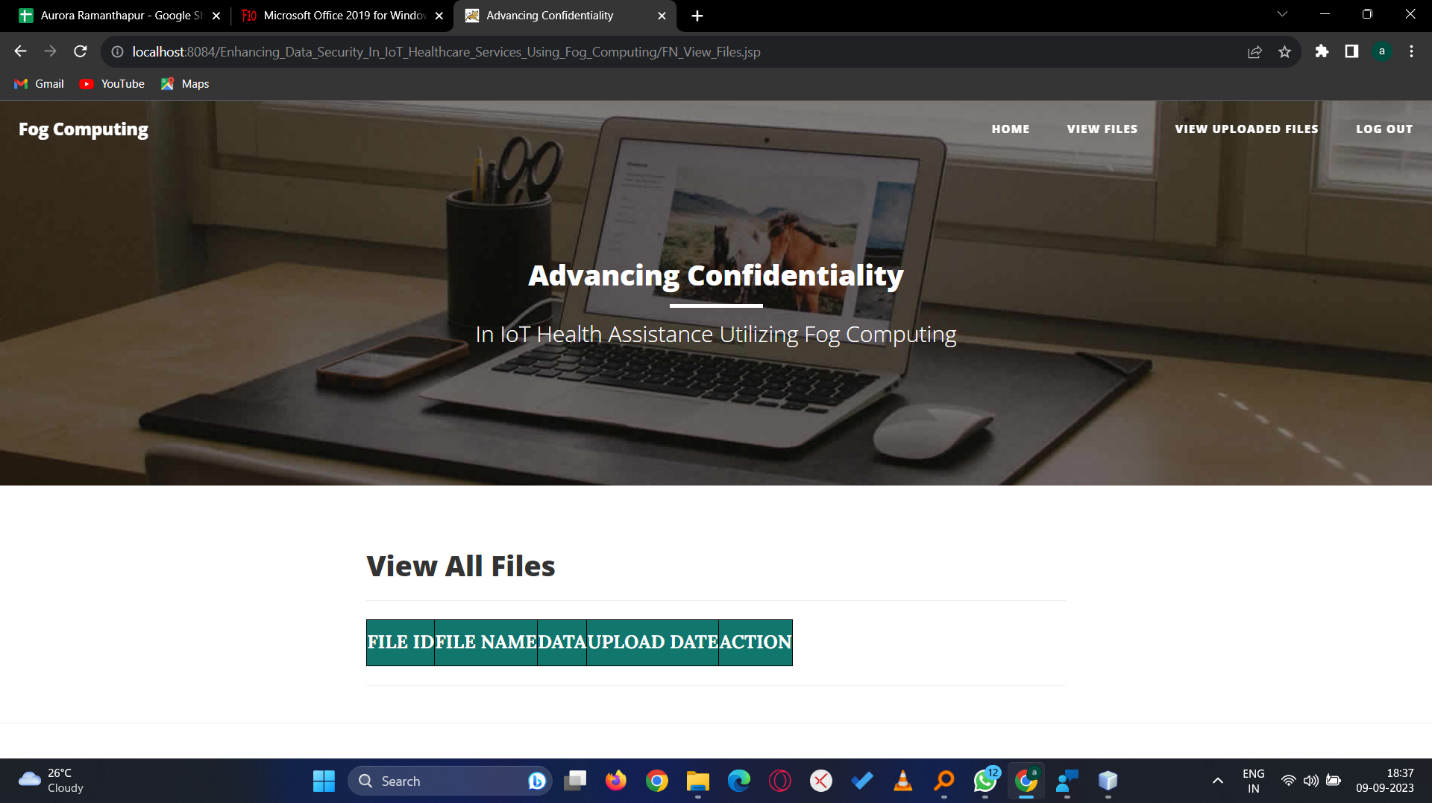 Aurora Ramanthapur - Google Sh
Microsoft Office 2019 for Window
Advancing Confidentiality
localhost:8084/Enhancing_Data_Security_In_IoT_Healthcare_Services_Using_Fog_Computing/FN_View_Files.jsp
a
Gmail
YouTube
Maps
Fog Computing
HOME
VIEW FILES
VIEW UPLOADED FILES
LOG OUT
Advancing Confidentiality
In IoT Health Assistance Utilizing Fog Computing
View All Files
FILE ID FILE NAME DATA UPLOAD DATE ACTION
26°C
Cloudy
Search
12
a
ENG
IN
18:37
09-09-2023